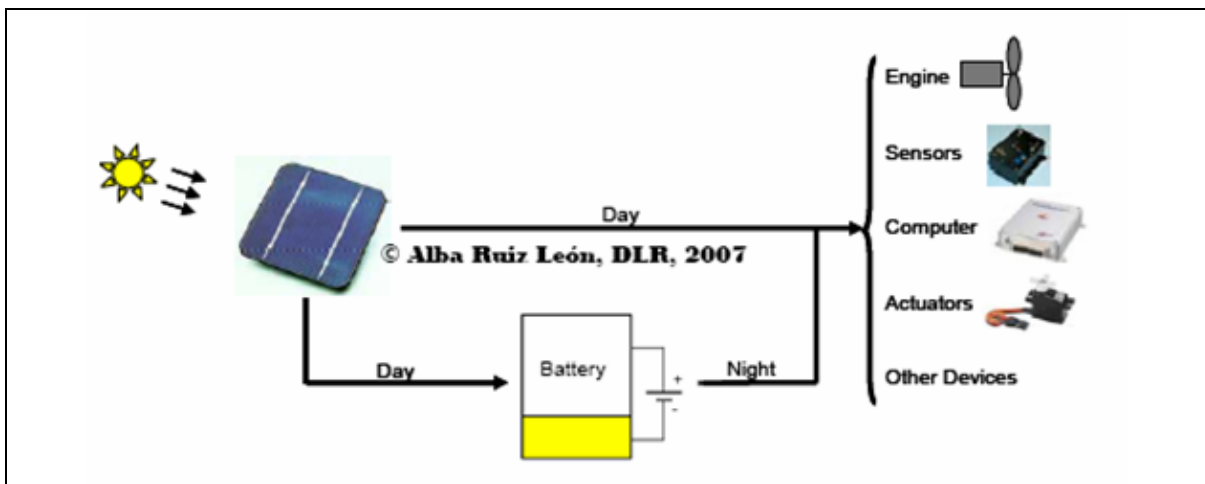 Engine
Sensors
Day
Computer
© Alba Ruiz León, DLR, 2007
Actuators
Day
Battery
+
-
Night
Other Devices